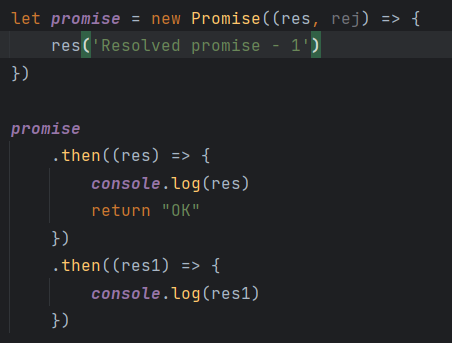 let promise = new Promise((res, rej) => {
    res('Resolved promise - 1')
})

promise
    .then((res) => {
        console.log(res)
        return "OK"
    })
    .then((res1) => {
        console.log(res1)
    })